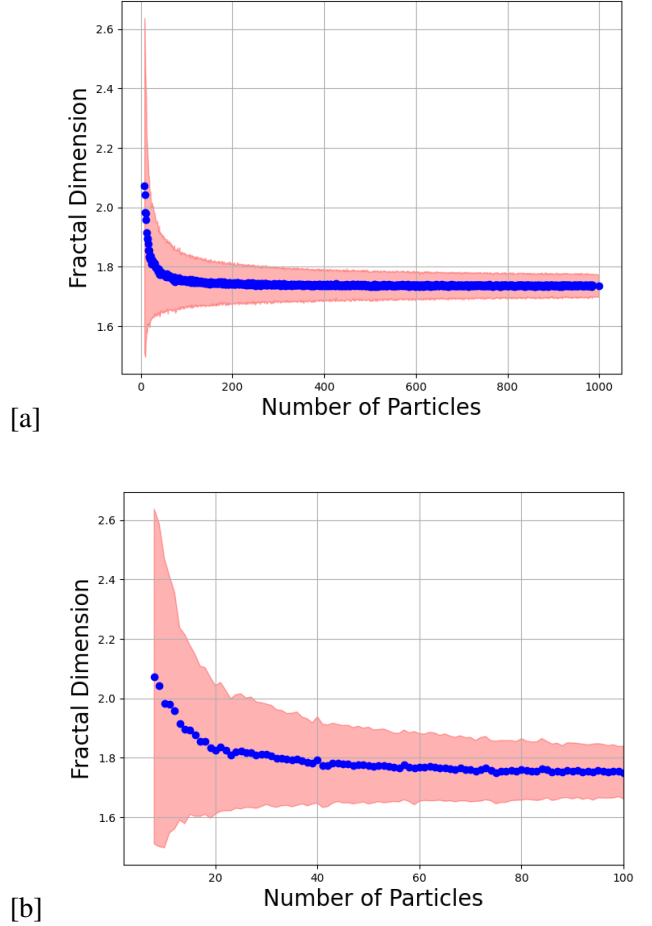 2.6
2.4
2.2
2.0
1.8
1.6
Fractal Dimension
0 200 400 600 800 1000
Number of Particles
[a]
2.6
2.4
2.2
2.0
1.8
1.6
Fractal Dimension
20 40 60 80 100
Number of Particles
[b]